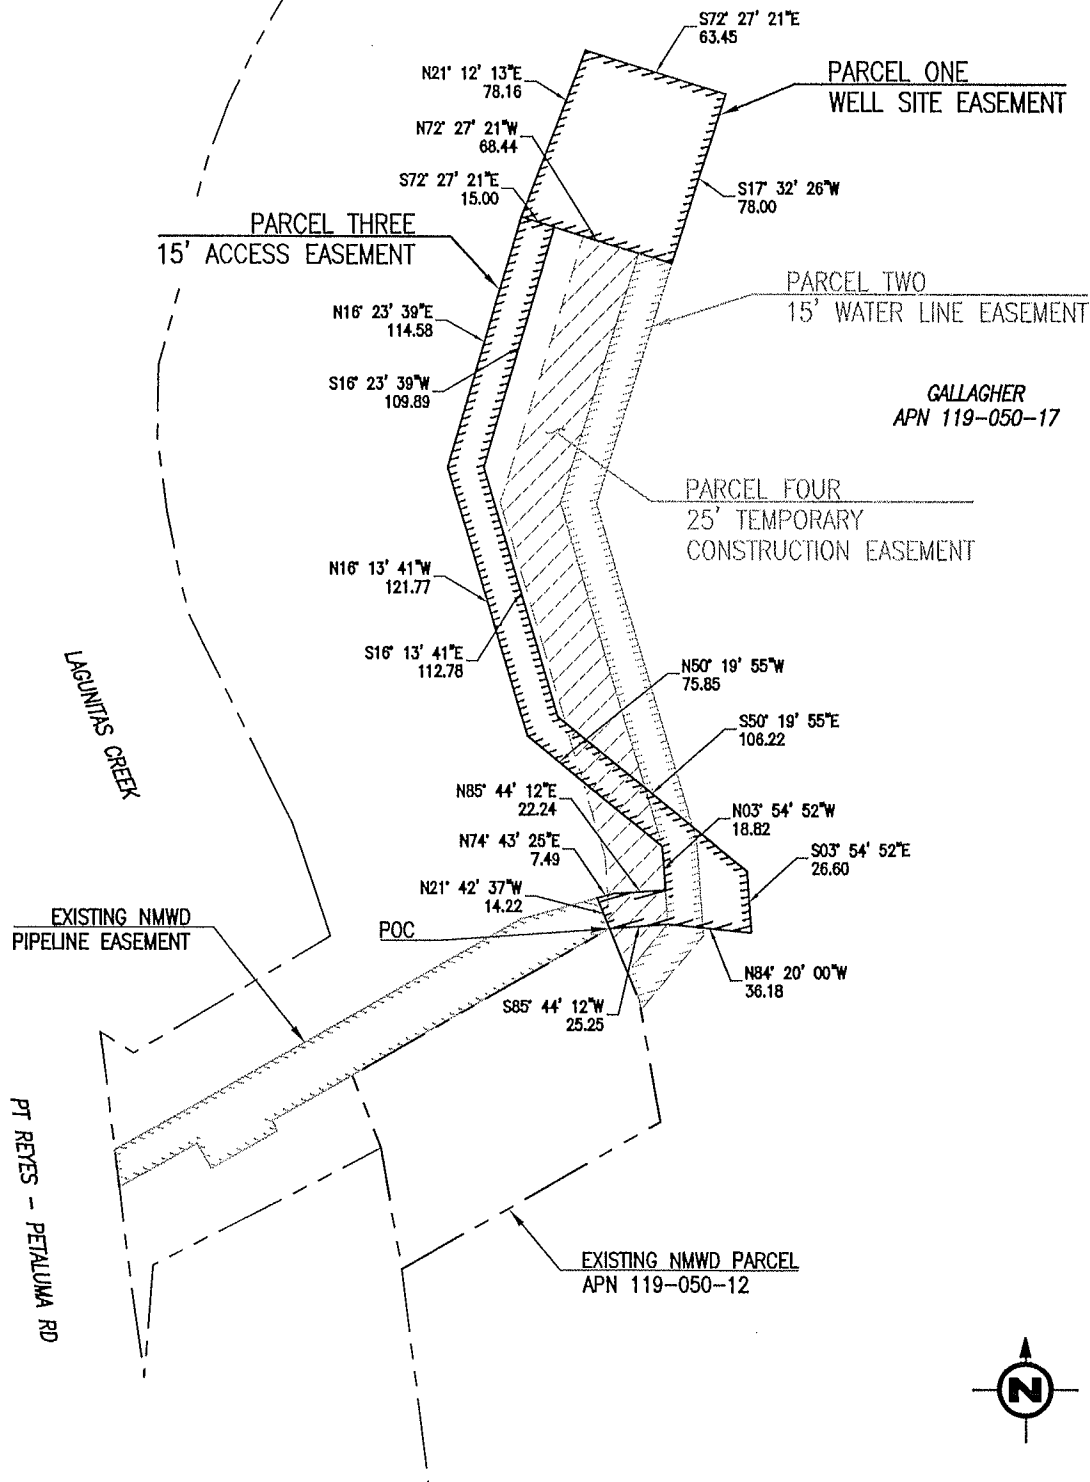 S72° 27' 21"E
63.45
N21° 12' 13"E
78.16
PARCEL ONE
WELL SITE EASEMENT
N72° 27' 21"W
68.44
S72° 27' 21"E
15.00
S17° 32' 26"W
78.00
PARCEL THREE
15' ACCESS EASEMENT
PARCEL TWO
15' WATER LINE EASEMENT
N16° 23' 39"E
114.58
S16° 23' 39"W
109.89
GALLAGHER
APN 119-050-17
PARCEL FOUR
25' TEMPORARY
CONSTRUCTION EASEMENT
N16° 13' 41"W
121.77
S16° 13' 41"E
112.78
LAGUNITAS CREEK
N50° 19' 55"W
75.85
S50° 19' 55"E
106.22
N85° 44' 12"E
22.24
N03° 54' 52"W
18.82
N74° 43' 25"E
7.49
S03° 54' 52"E
26.60
N21° 42' 37"W
14.22
EXISTING NMWD
PIPELINE EASEMENT
POC
N84° 20' 00"W
36.18
S85° 44' 12"W
25.25
PT REYES - PETALUMA RD
EXISTING NMWD PARCEL
APN 119-050-12
N